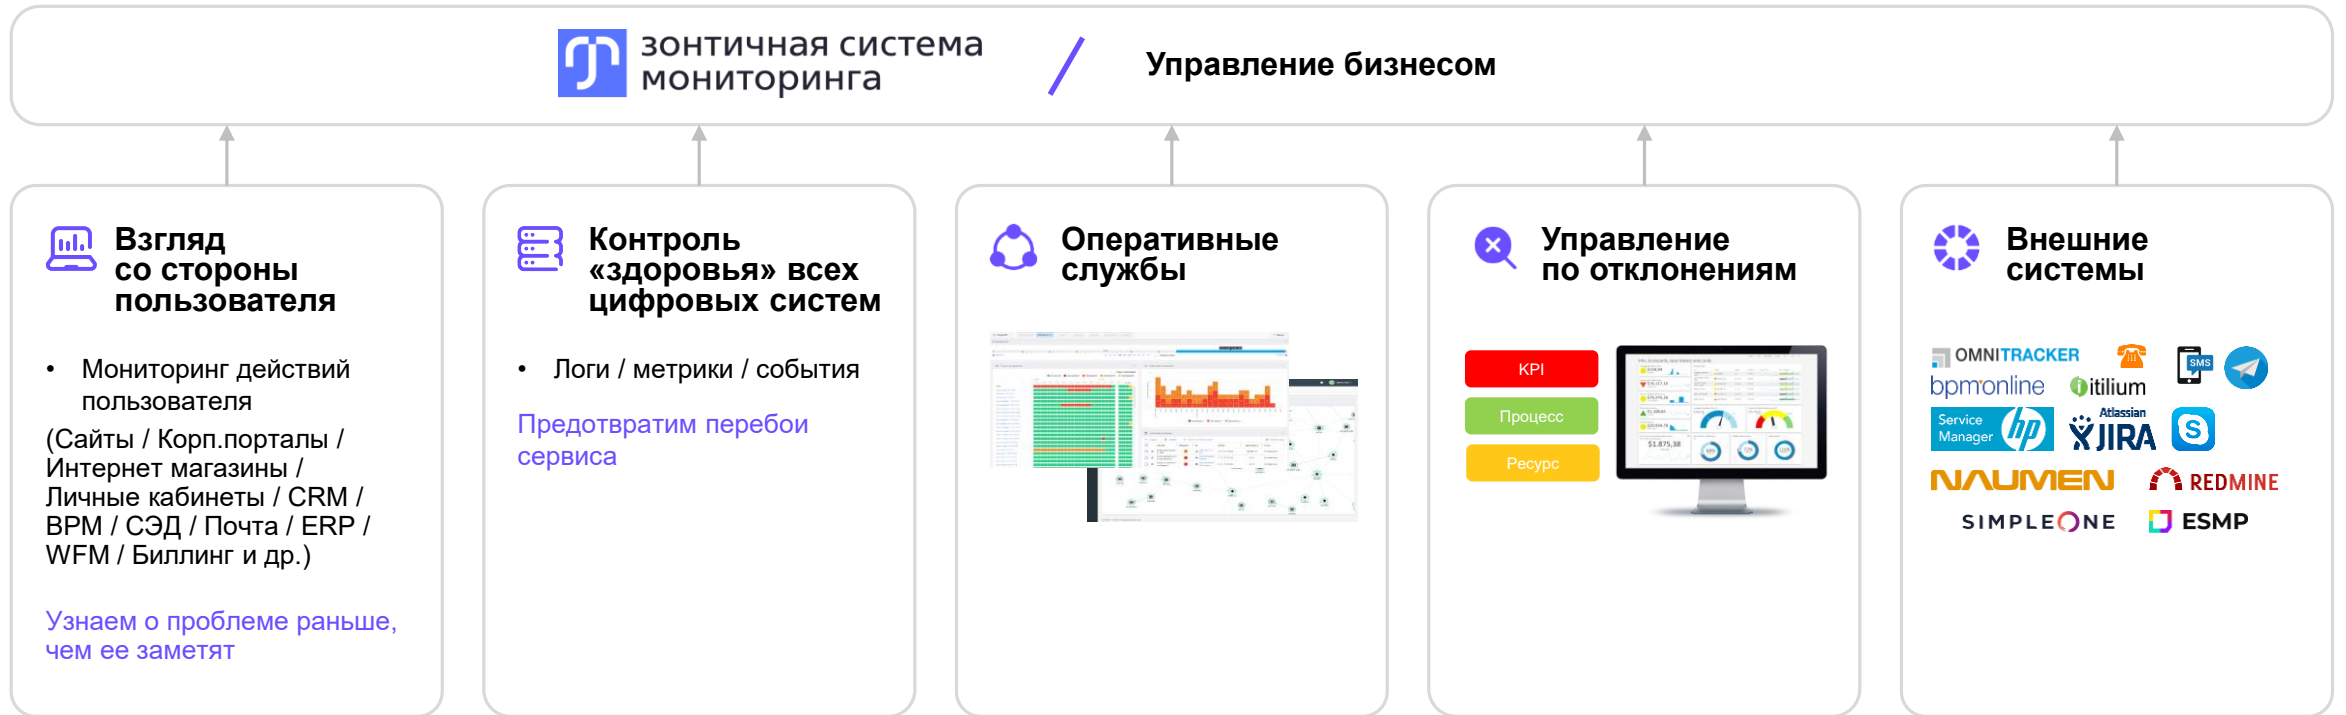 зонтичная система
мониторинга
Управление бизнесом
Взгляд
со стороны
пользователя
• Мониторинг действий
пользователя
(Сайты / Корп.порталы /
Интернет магазины /
Личные кабинеты / CRM /
BPM / СЭД / Почта / ERP /
WFM / Биллинг и др.)
Узнаем о проблеме раньше,
чем ее заметят
Контроль
«здоровья» всех
цифровых систем
• Логи / метрики / события
Предотвратим перебои
сервиса
Оперативные
службы
Управление
по отклонениям
KPI
Процесс
Ресурс
$1.875,38
Внешние
системы
OMNITRACKER
SMS
bpmonline
itilium
Service
Manager
hp
Atlassian
JIRA
S
NAUMEN
REDMINE
SIMPLEONE
ESMP